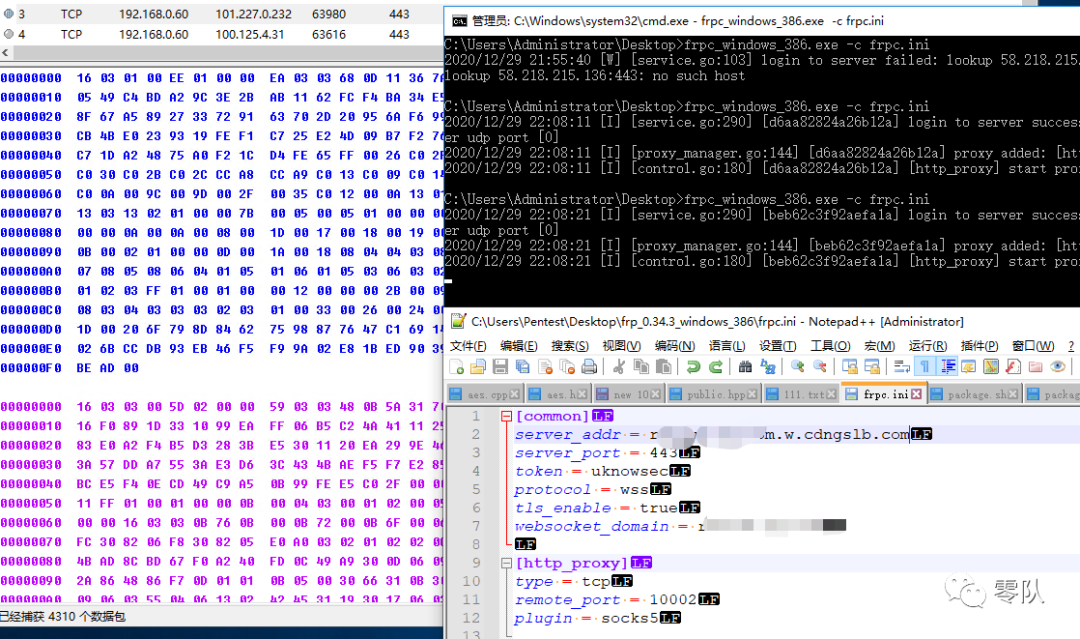 3 TCP 192.168.0.60 101.227.0.232 63980 443
4 TCP 192.168.0.60 100.125.4.31 63616 443
00000000 16 03 01 00 EE 01 00 00 EA 03 03 68 0D 11 36
00000010 05 49 C4 BD A2 9C 3E 2B AB 11 62 FC F4 BA 34
00000020 8F 67 A5 89 27 33 72 91 63 70 2D 20 95 6A F6
00000030 CB 4B E0 23 93 19 FE F1 C7 25 E2 4D 09 B7 F2
00000040 C7 1D A2 48 75 A0 F2 1C D4 FE 65 FF 00 26 C0
00000050 C0 30 C0 2B C0 2C CC A8 CC A9 C0 13 C0 09 C0
00000060 C0 0A 00 9C 00 9D 00 2F 00 35 C0 12 00 0A 13
00000070 13 03 13 02 01 00 00 7B 00 05 00 05 01 00 00
00000080 00 00 0A 00 0A 00 08 00 1D 00 17 00 18 00 19
00000090 0B 00 02 01 00 00 0D 00 1A 00 18 08 04 04 03
000000A0 07 08 05 08 06 04 01 05 01 06 01 05 03 06 03
000000B0 01 02 03 FF 01 00 01 00 00 12 00 00 00 2B 00
000000C0 08 03 04 03 03 03 02 03 01 00 33 00 26 00 24
000000D0 1D 00 20 6F 79 8D 84 62 75 98 87 76 47 C1 69
000000E0 02 6B CC DB 93 EB 46 F5 F9 9A 02 E8 1B ED 90
000000F0 BE AD 00
00000000 16 03 03 00 5D 02 00 00 59 03 03 48 0B 5A 31
00000010 16 F0 89 1D 33 10 99 EA FF 06 B5 C2 4A 41 11
00000020 83 E0 A2 F4 B5 D3 28 3B E5 30 11 20 EA 29 9E
00000030 3A 57 DD A7 55 3A E3 D6 3C 43 4B AE F5 F7 E2
00000040 BC E5 F4 0E CD 49 C9 A5 0B 99 FE E5 C0 2F 00
00000050 11 FF 01 00 01 00 00 0B 00 04 03 00 01 02 00
00000060 00 00 16 03 03 0B 76 0B 00 0B 72 00 0B 6F 00
00000070 FC 30 82 06 F8 30 82 05 E0 A0 03 02 01 02 02
00000080 4B AD 8C BD 67 F0 A2 40 FD 0C 49 A9 30 0D 06
00000090 2A 86 48 86 F7 0D 01 01 0B 05 00 30 66 31 0B
000000A0 09 06 03 55 04 06 13 02 42 45 31 19 30 17 06
已经捕获 4310 个数据包
管理员: C:\Windows\system32\cmd.exe - frpc_windows_386.exe -c frpc.ini
C:\Users\Administrator\Desktop>frpc_windows_386.exe -c frpc.ini
2020/12/29 21:55:40 [W] [service.go:103] login to server failed: lookup 58.218.215.
lookup 58.218.215.136:443: no such host
C:\Users\Administrator\Desktop>frpc_windows_386.exe -c frpc.ini
2020/12/29 22:08:11 [I] [service.go:290] [d6aa82824a26b12a] login to server succes
er udp port [0]
2020/12/29 22:08:11 [I] [proxy_manager.go:144] [d6aa82824a26b12a] proxy added: [ht
2020/12/29 22:08:11 [I] [control.go:180] [d6aa82824a26b12a] [http_proxy] start pro
C:\Users\Administrator\Desktop>frpc_windows_386.exe -c frpc.ini
2020/12/29 22:08:21 [I] [service.go:290] [beb62c3f92aefa1a] login to server succes
er udp port [0]
2020/12/29 22:08:21 [I] [proxy_manager.go:144] [beb62c3f92aefa1a] proxy added: [ht
2020/12/29 22:08:21 [I] [control.go:180] [beb62c3f92aefa1a] [http_proxy] start pro
C:\Users\Pentest\Desktop\frp_0.34.3_windows_386\frpc.ini - Notepad++ [Administrator]
文件(F) 编辑(E) 搜索(S) 视图(V) 编码(N) 语言(L) 设置(T) 工具(O) 宏(M) 运行(R) 插件(P) 窗口(W) ?
aes.cpp aes.h new 10 public.hpp 111.txt frpc.ini package.sh packag
1 [common]LF
2 server_addr = r m.w.cdngslb.comLF
3 server_port = 443LF
4 token = uknowsecLF
5 protocol = wssLF
6 tls_enable = trueLF
7 websocket_domain = r
8 LF
9 [http_proxy]LF
10 type = tcpLF
11 remote_port = 10002LF
12 plugin = socks5LF
13
零队